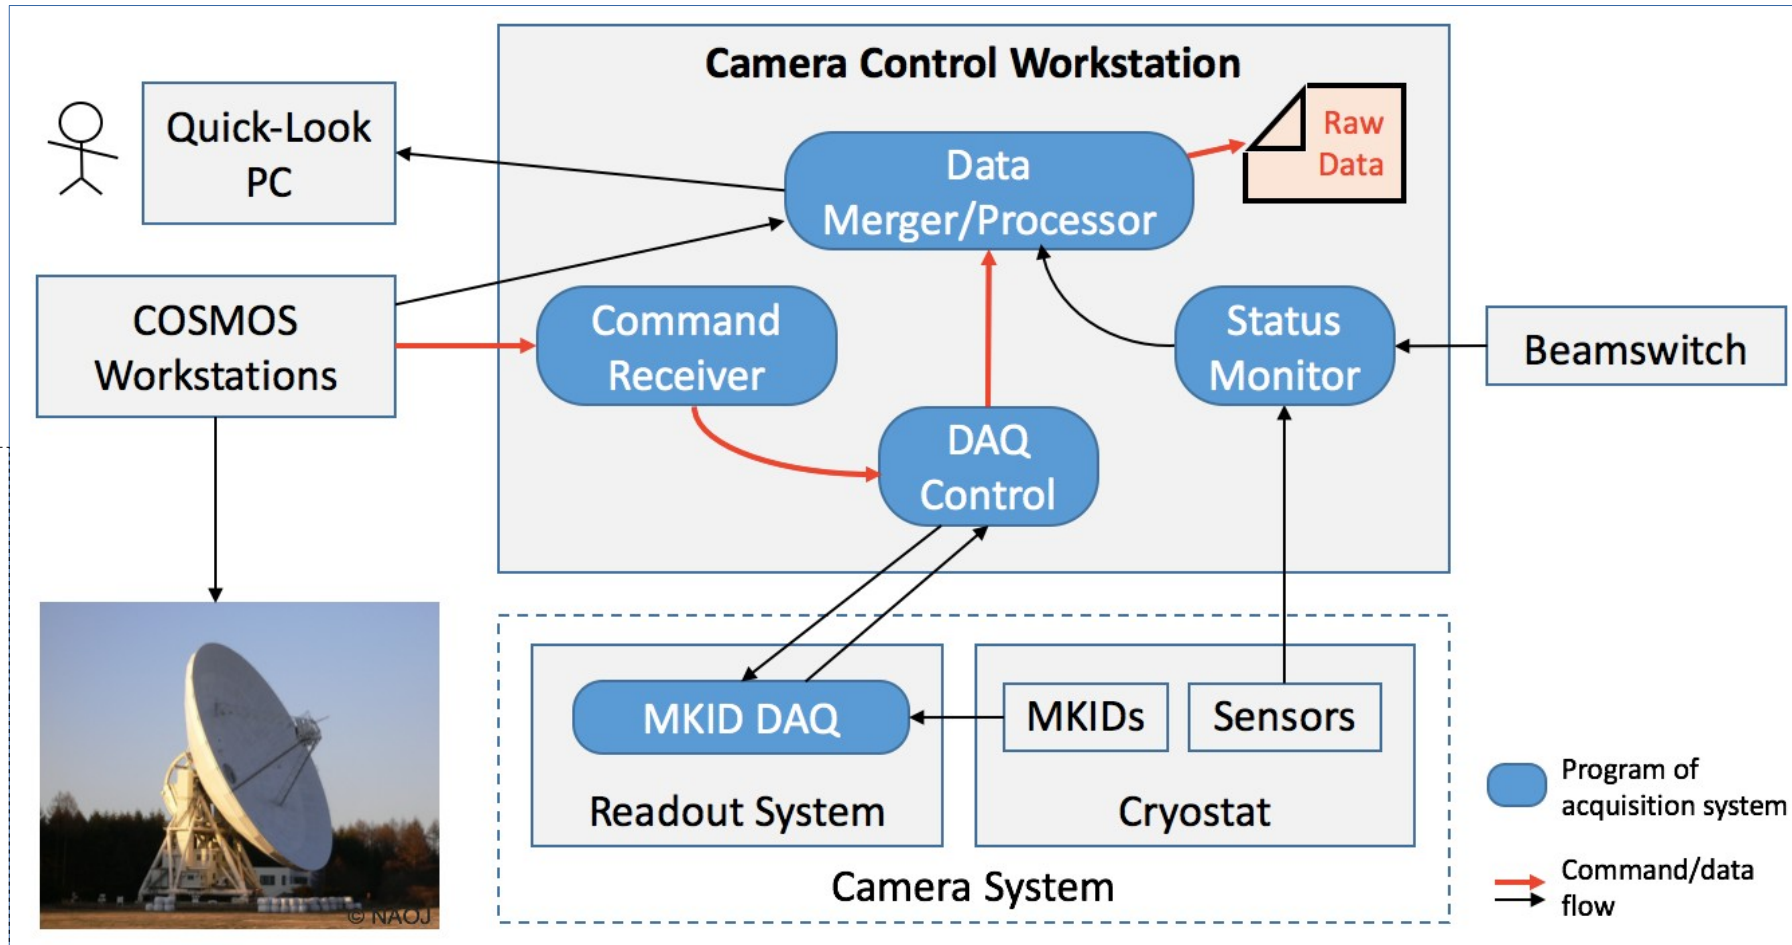 Camera Control Workstation
Quick-Look
PC
Raw
Data
Data
Merger/Processor
COSMOS
Workstations
Command
Receiver
Status
Monitor
Beamswitch
DAQ
Control
MKID DAQ
MKIDs
Sensors
Readout System
Cryostat
Camera System
Program of
acquisition system
Command/data
flow
© NAOJ